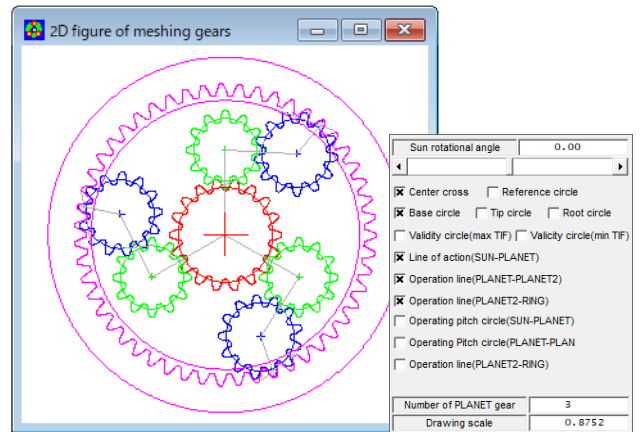 2D figure of meshing gears
Sun rotational angle 0.00
Center cross Reference circle
Base circle Tip circle Root circle
Validity circle(max TIF) Valicity circle(min TIF)
Line of action(SUN-PLANET)
Operation line(PLANET-PLANET2)
Operation line(PLANET2-RING)
Operating pitch circle(SUN-PLANET)
Operating Pitch circle(PLANET-PLAN
Operation line(PLANET2-RING)
Number of PLANET gear 3
Drawing scale 0.8752